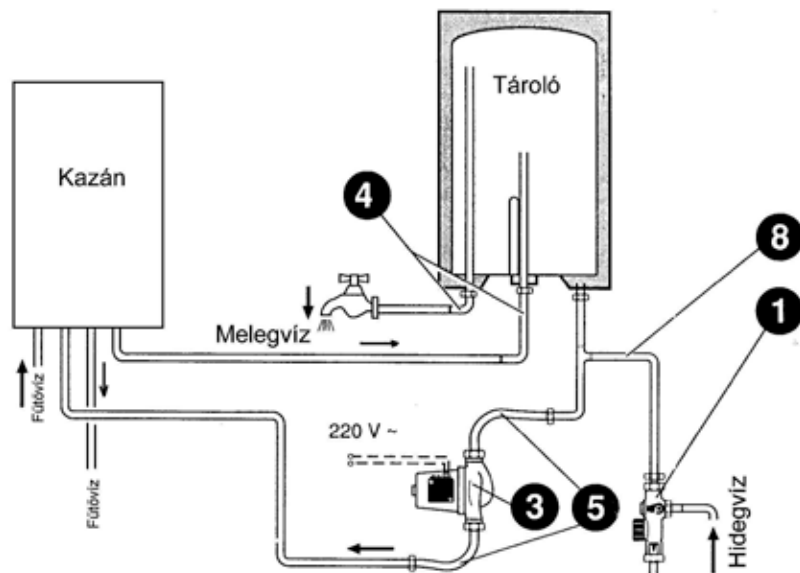 Tároló
Kazán
4
8
1
Melegvíz
Fűtővíz
220 V ~
3
5
Fűtővíz
Hidegvíz